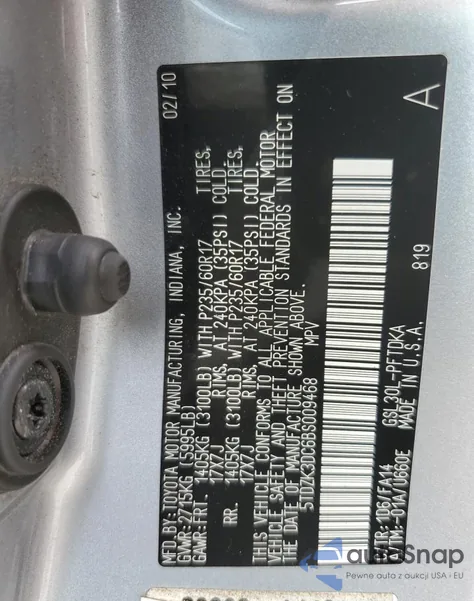 MFD.BY:TOYOTA MOTOR MANUFACTURING, INDIANA, INC. 02/10
GVWR:2715KG (5995LB)
GAWR:FRT. 1405KG (3100LB) WITH P235/60R17 TIRES,
17X7J RIMS, AT 240KPA (35PSI) COLD.
RR. 1405KG (3100LB) WITH P235/60R17 TIRES,
17X7J RIMS, AT 240KPA (35PSI) COLD.
THIS VEHICLE CONFORMS TO ALL APPLICABLE FEDERAL MOTOR
VEHICLE SAFETY AND THEFT PREVENTION STANDARDS IN EFFECT ON
THE DATE OF MANUFACTURE SHOWN ABOVE.
5TDZK3DC6BS009468 MPV
A
819
C/TR:1D6/FA14 GSL30L-PFTDKA
A/TM:-01A/U660E MADE IN U.S.A.
autoSnap
Pewne auta z aukcji USA - EU